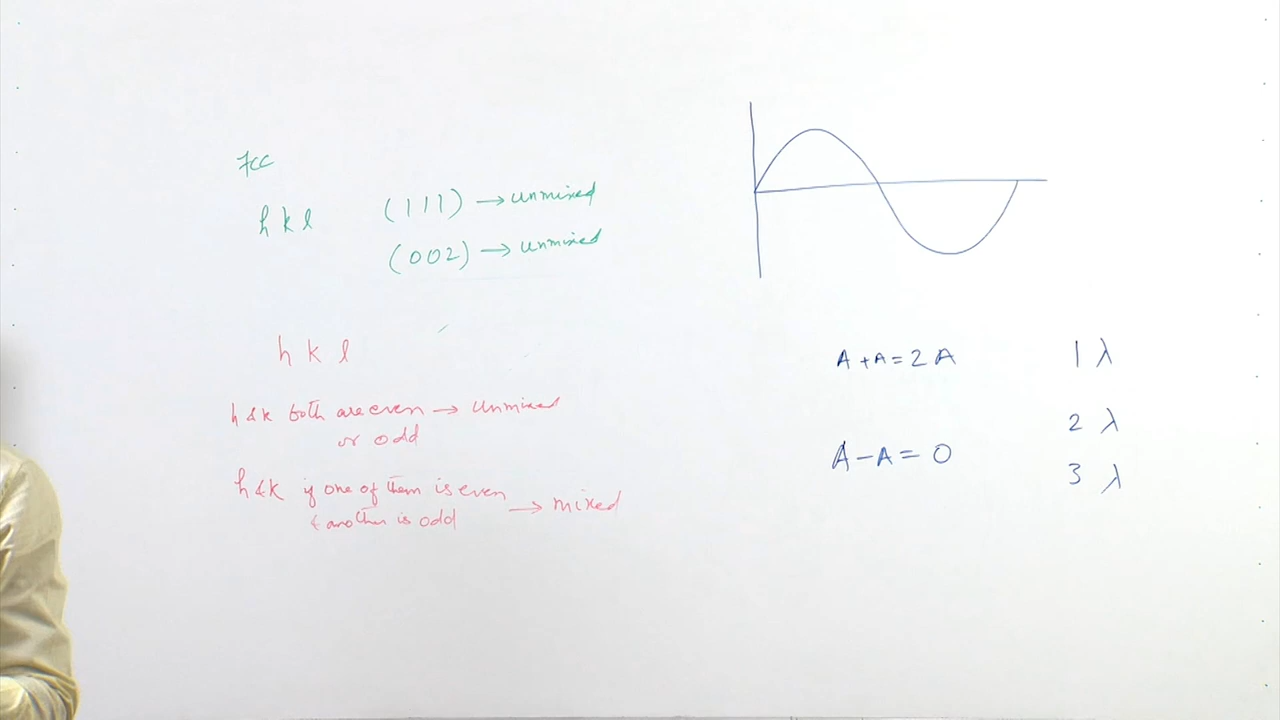 fcc
h k l (111) → unmixed
(002) → unmixed
h k l
h & k both are even → unmixed
or odd
h & k if one of them is even
& another is odd → mixed
A + A = 2 A
A - A = 0
1 λ
2 λ
3 λ